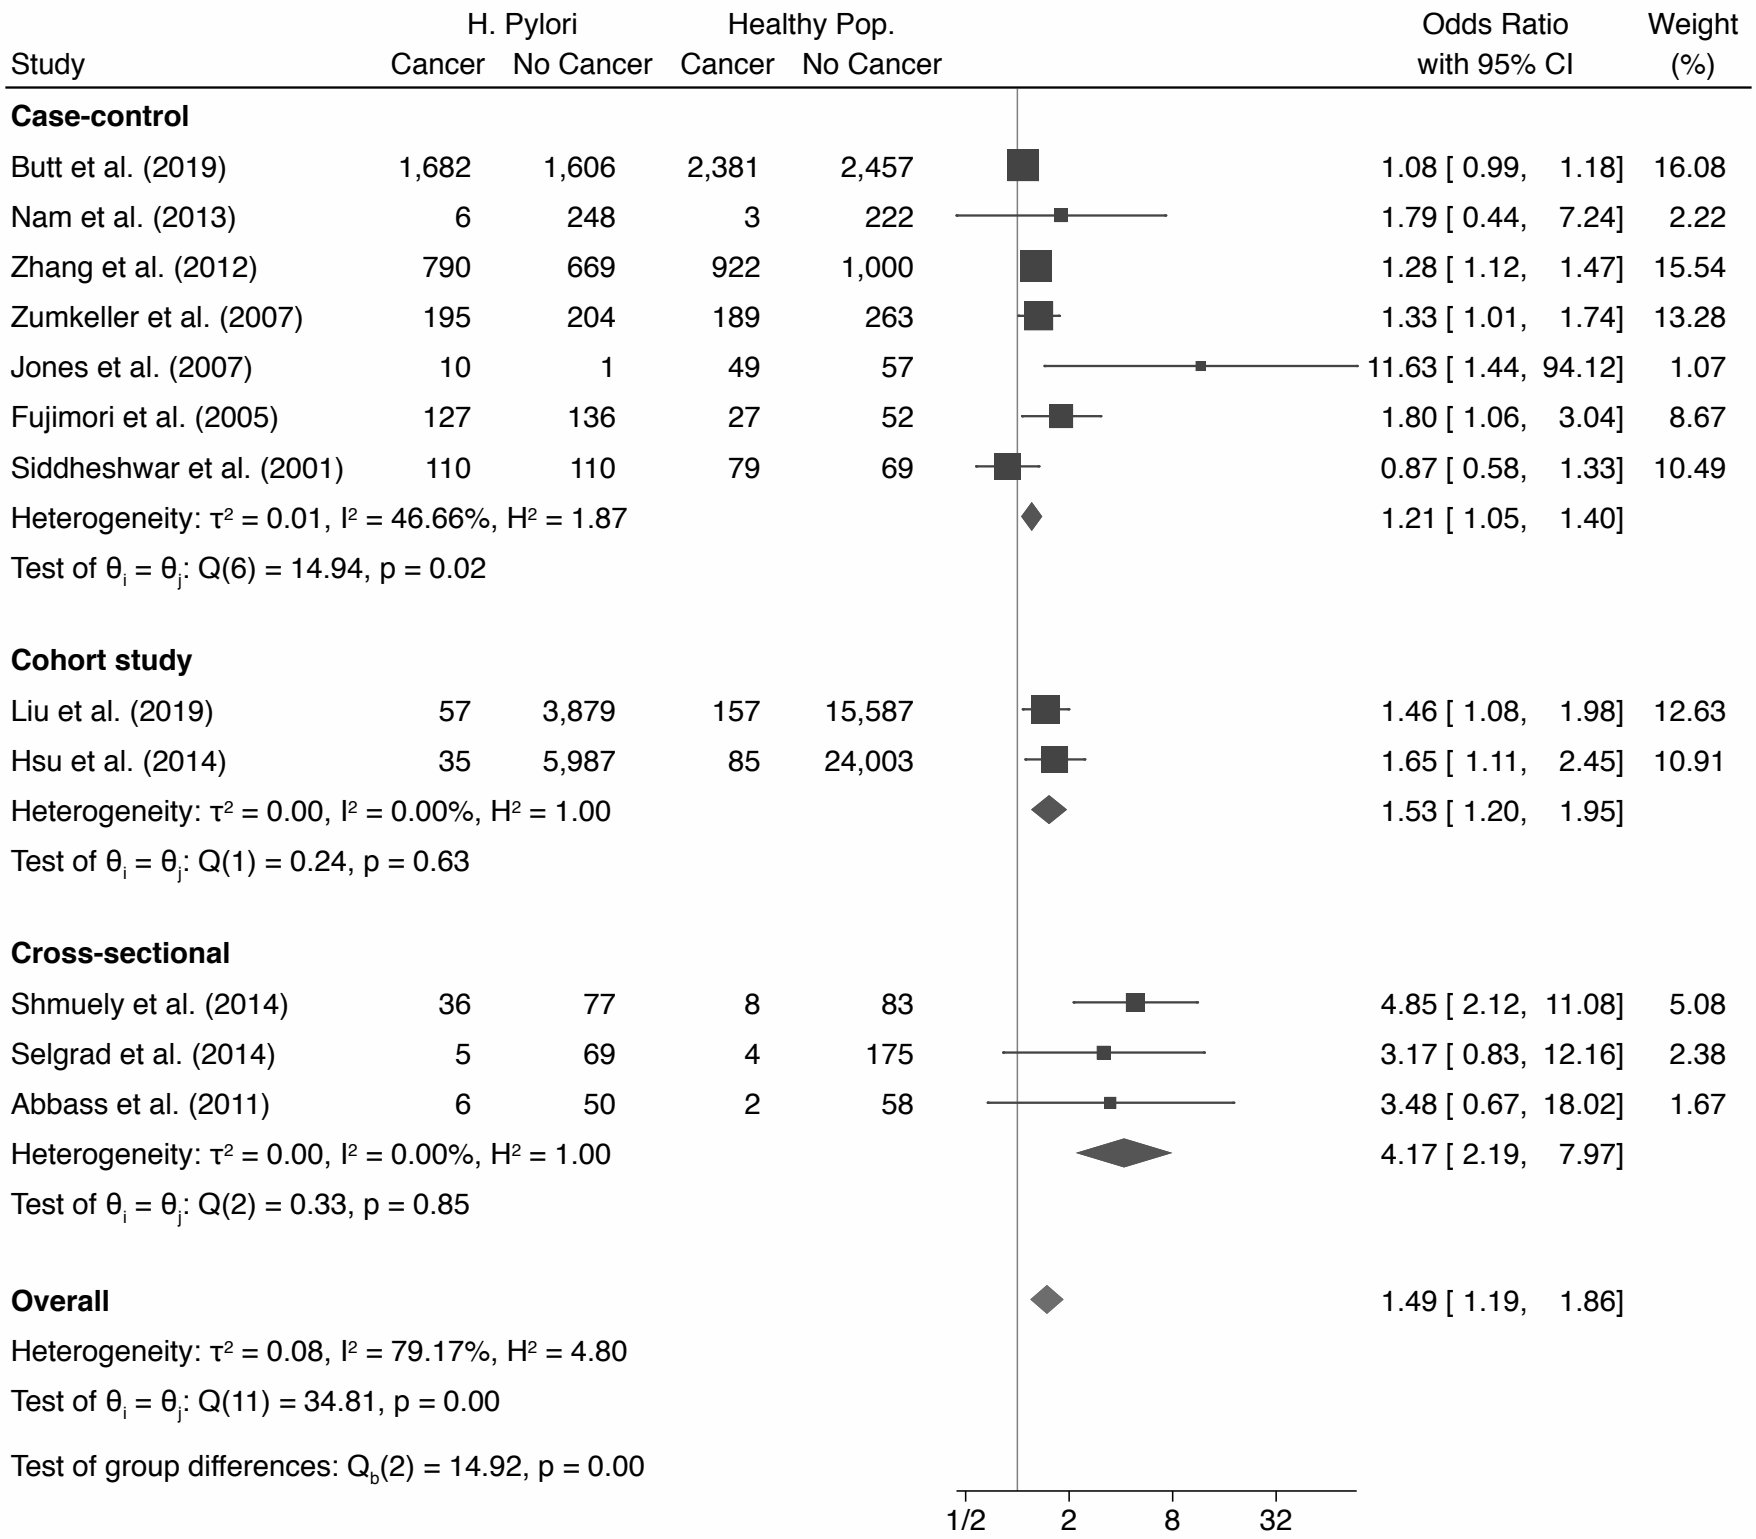 H. Pylori Healthy Pop. Odds Ratio Weight
Study Cancer No Cancer Cancer No Cancer with 95% CI (%)
Case-control
Butt et al. (2019) 1,682 1,606 2,381 2,457 1.08 [ 0.99, 1.18] 16.08
Nam et al. (2013) 6 248 3 222 1.79 [ 0.44, 7.24] 2.22
Zhang et al. (2012) 790 669 922 1,000 1.28 [ 1.12, 1.47] 15.54
Zumkeller et al. (2007) 195 204 189 263 1.33 [ 1.01, 1.74] 13.28
Jones et al. (2007) 10 1 49 57 11.63 [ 1.44, 94.12] 1.07
Fujimori et al. (2005) 127 136 27 52 1.80 [ 1.06, 3.04] 8.67
Siddheshwar et al. (2001) 110 110 79 69 0.87 [ 0.58, 1.33] 10.49
Heterogeneity: τ² = 0.01, I² = 46.66%, H² = 1.87 1.21 [ 1.05, 1.40]
Test of θᵢ = θⱼ: Q(6) = 14.94, p = 0.02
Cohort study
Liu et al. (2019) 57 3,879 157 15,587 1.46 [ 1.08, 1.98] 12.63
Hsu et al. (2014) 35 5,987 85 24,003 1.65 [ 1.11, 2.45] 10.91
Heterogeneity: τ² = 0.00, I² = 0.00%, H² = 1.00 1.53 [ 1.20, 1.95]
Test of θᵢ = θⱼ: Q(1) = 0.24, p = 0.63
Cross-sectional
Shmuely et al. (2014) 36 77 8 83 4.85 [ 2.12, 11.08] 5.08
Selgrad et al. (2014) 5 69 4 175 3.17 [ 0.83, 12.16] 2.38
Abbass et al. (2011) 6 50 2 58 3.48 [ 0.67, 18.02] 1.67
Heterogeneity: τ² = 0.00, I² = 0.00%, H² = 1.00 4.17 [ 2.19, 7.97]
Test of θᵢ = θⱼ: Q(2) = 0.33, p = 0.85
Overall 1.49 [ 1.19, 1.86]
Heterogeneity: τ² = 0.08, I² = 79.17%, H² = 4.80
Test of θᵢ = θⱼ: Q(11) = 34.81, p = 0.00
Test of group differences: Q_b(2) = 14.92, p = 0.00
1/2 2 8 32